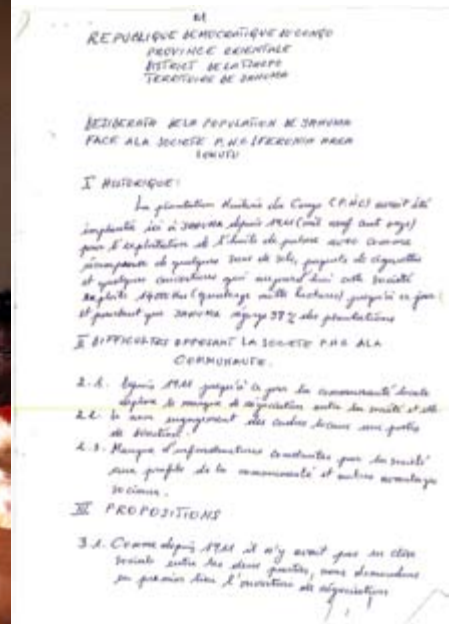 REPUBLIQUE DEMOCRATIQUE DU CONGO
PROVINCE ORIENTALE
DISTRICT DE LA TSHOPO
TERRITOIRE DE YAHUMA
DESIDERATA DE LA POPULATION DE YAHUMA
FACE A LA SOCIETE P.H.C / FERONIA AREA
LOKUTU
I HISTORIQUE:
La plantation Huilerie du Congo (P.H.C) avait été
implantée ici à YAHUMA depuis 1911 (mil neuf cent onze)
pour l'exploitation de l'huile de palme avec comme
récompense de quelques sacs de sels, paquets de cigarettes
et quelques couvertures qui aujourd'hui cette société
exploite 14000 Ha (quatorze mille hectares) jusqu'à ce jour
et pourtant que YAHUMA regorge 58% des plantations
II DIFFICULTES OPPOSANT LA SOCIETE P.H.C A LA
COMMUNAUTE.
2.1. Depuis 1911 jusqu'à ce jour la communauté locale
déplore le manque de négociation entre la société et elle
2.2. Le non engagement des cadres locaux aux postes
de direction
2.3. Manque d'infrastructures construites par la société
aux profits de la communauté et autres avantages
sociaux.
III PROPOSITIONS
3.1. Comme depuis 1911 il n'y avait pas
sociale entre les deux parties, nous demandons
en premier lieu l'ouverture de négociation